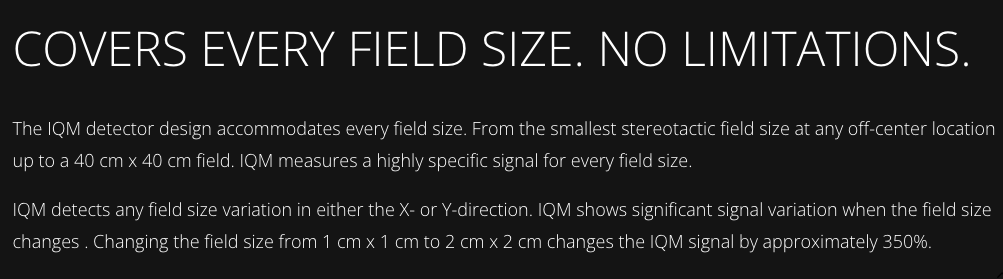 COVERS EVERY FIELD SIZE. NO LIMITATIONS.
The IQM detector design accommodates every field size. From the smallest stereotactic field size at any off-center location
up to a 40 cm x 40 cm field. IQM measures a highly specific signal for every field size.
IQM detects any field size variation in either the X- or Y-direction. IQM shows significant signal variation when the field size
changes . Changing the field size from 1 cm x 1 cm to 2 cm x 2 cm changes the IQM signal by approximately 350%.